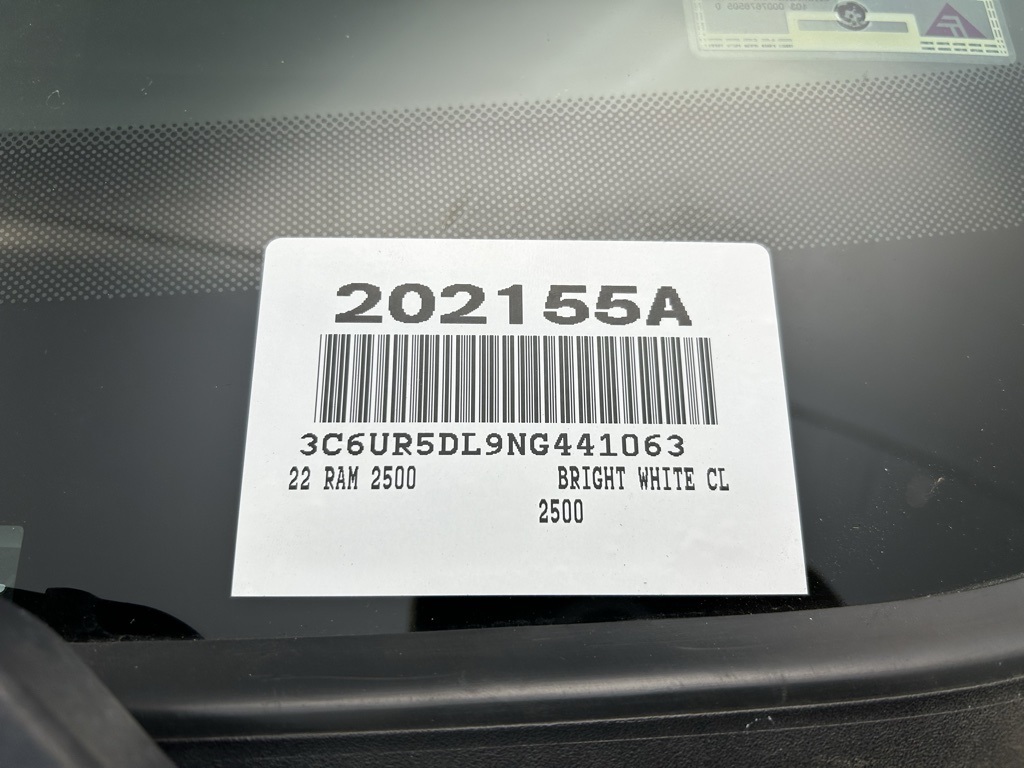 202155A
3C6UR5DL9NG441063
22 RAM 2500 BRIGHT WHITE CL
2500